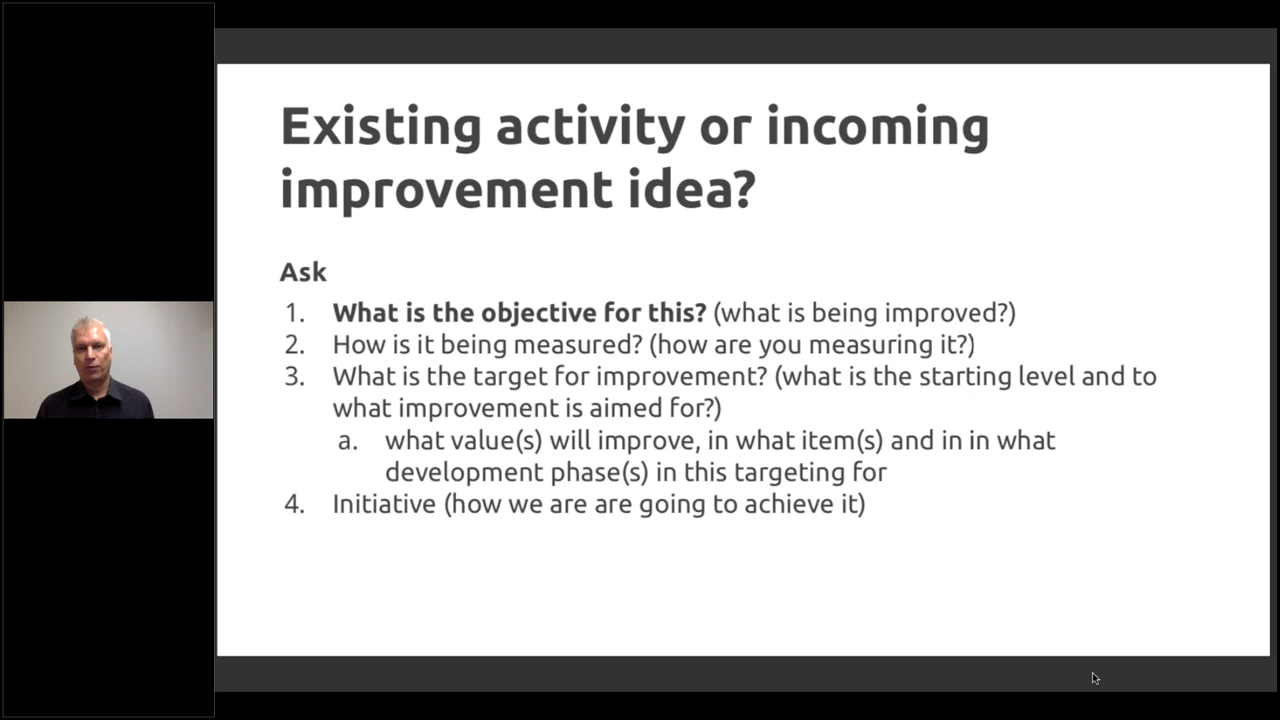 Existing activity or incoming
improvement idea?
Ask
1. What is the objective for this? (what is being improved?)
2. How is it being measured? (how are you measuring it?)
3. What is the target for improvement? (what is the starting level and to
what improvement is aimed for?)
a. what value(s) will improve, in what item(s) and in in what
development phase(s) in this targeting for
4. Initiative (how we are are going to achieve it)